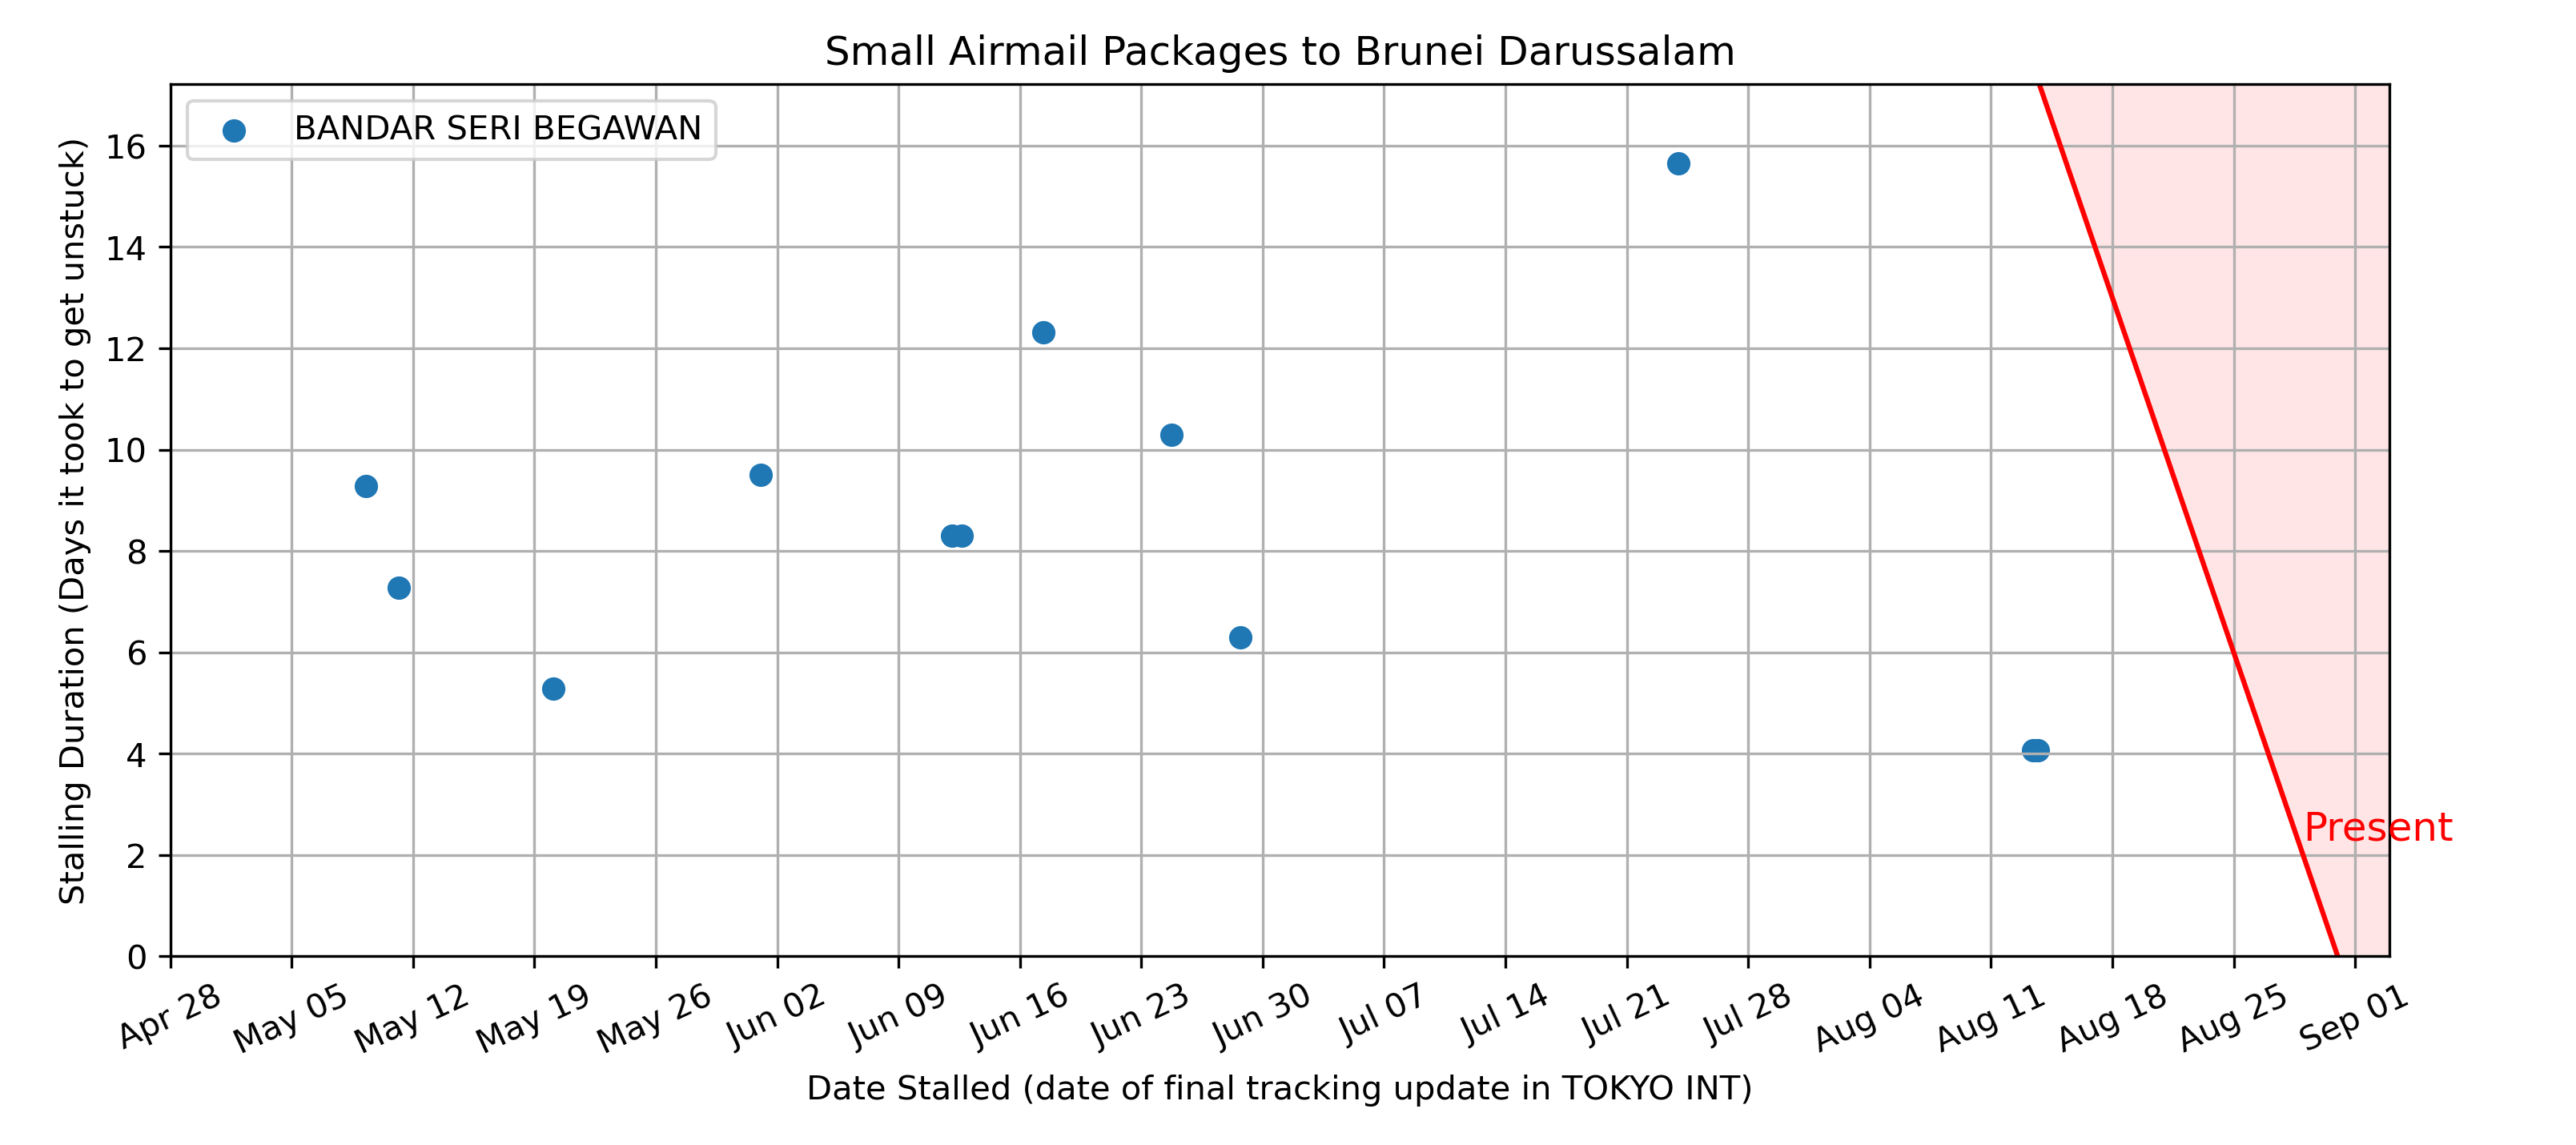 Small Airmail Packages to Brunei Darussalam
BANDAR SERI BEGAWAN
Stalling Duration (Days it took to get unstuck)
16
14
12
10
8
6
4
2
0
Present
Apr 28
May 05
May 12
May 19
May 26
Jun 02
Jun 09
Jun 16
Jun 23
Jun 30
Jul 07
Jul 14
Jul 21
Jul 28
Aug 04
Aug 11
Aug 18
Aug 25
Sep 01
Date Stalled (date of final tracking update in TOKYO INT)